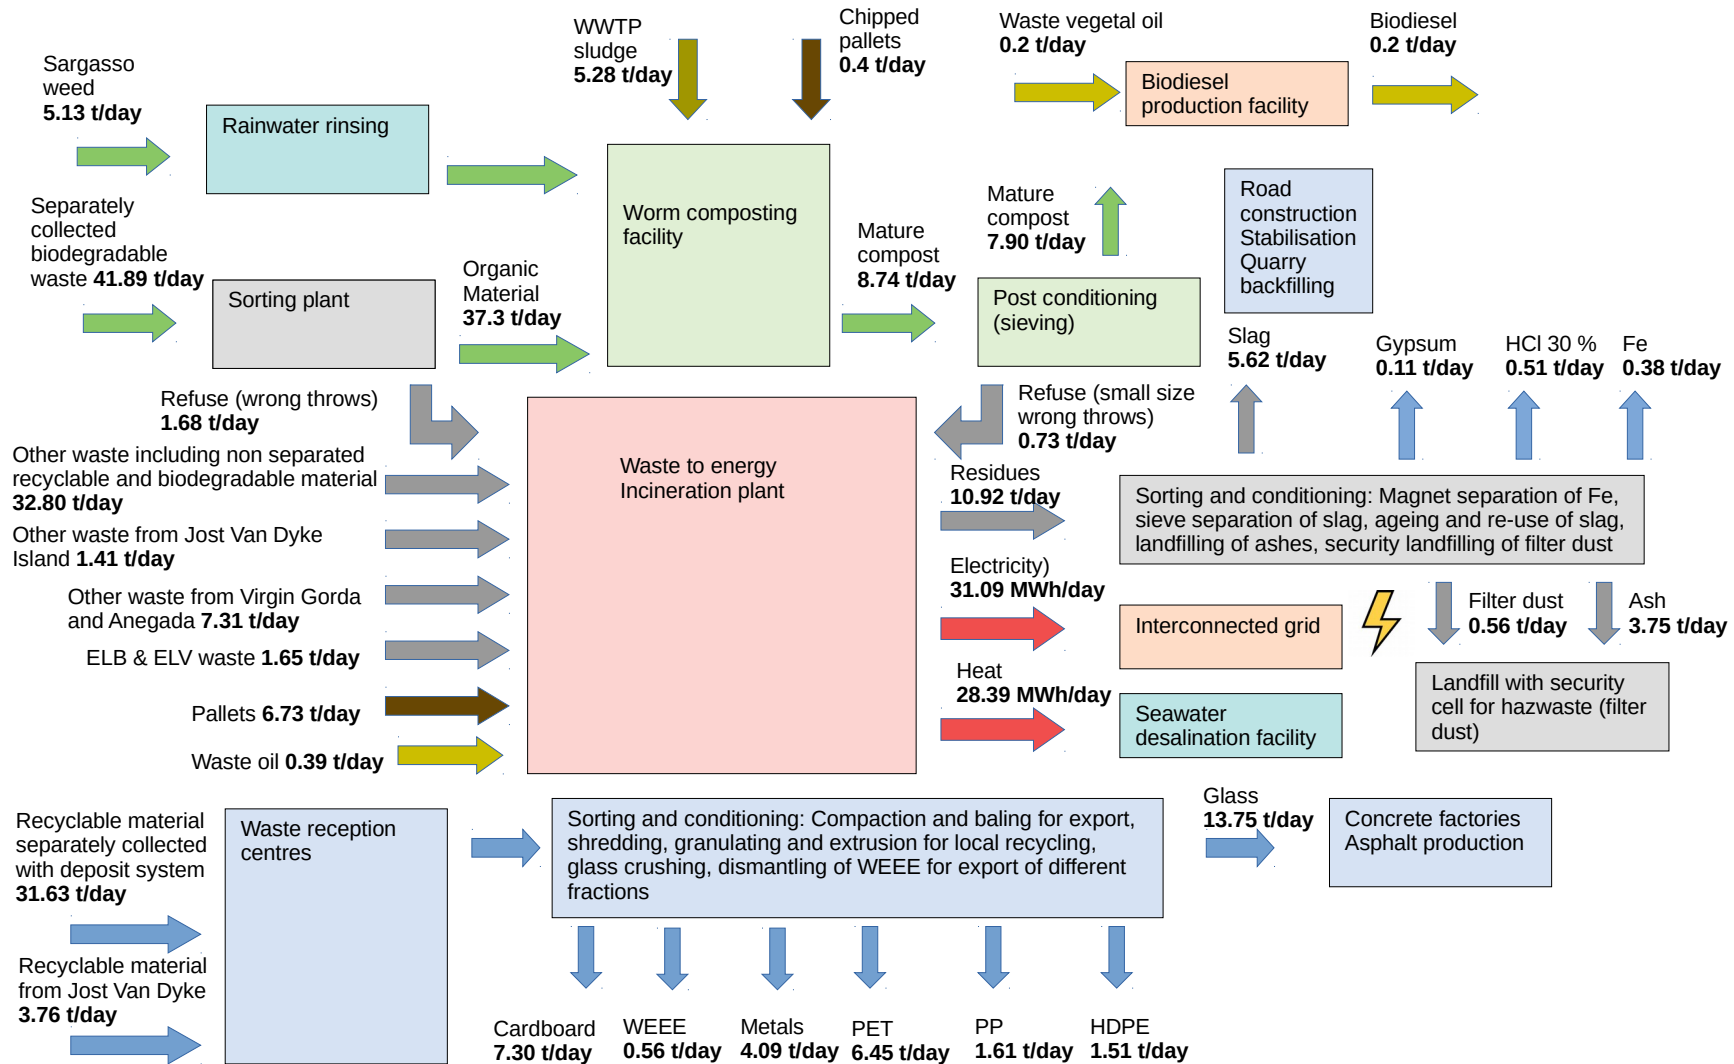 Sargasso
weed
5.13 t/day
Rainwater rinsing
WWTP
sludge
5.28 t/day
Chipped
pallets
0.4 t/day
Waste vegetal oil
0.2 t/day
Biodiesel
production facility
Biodiesel
0.2 t/day
Separately
collected
biodegradable
waste 41.89 t/day
Sorting plant
Organic
Material
37.3 t/day
Worm composting
facility
Mature
compost
8.74 t/day
Mature
compost
7.90 t/day
Post conditioning
(sieving)
Road
construction
Stabilisation
Quarry
backfilling
Slag
5.62 t/day
Gypsum
0.11 t/day
HCl 30 %
0.51 t/day
Fe
0.38 t/day
Refuse (wrong throws)
1.68 t/day
Refuse (small size
wrong throws)
0.73 t/day
Other waste including non separated
recyclable and biodegradable material
32.80 t/day
Other waste from Jost Van Dyke
Island 1.41 t/day
Other waste from Virgin Gorda
and Anegada 7.31 t/day
ELB & ELV waste 1.65 t/day
Pallets 6.73 t/day
Waste oil 0.39 t/day
Waste to energy
Incineration plant
Residues
10.92 t/day
Sorting and conditioning: Magnet separation of Fe,
sieve separation of slag, ageing and re-use of slag,
landfilling of ashes, security landfilling of filter dust
Electricity)
31.09 MWh/day
Interconnected grid
Filter dust
0.56 t/day
Ash
3.75 t/day
Heat
28.39 MWh/day
Seawater
desalination facility
Landfill with security
cell for hazwaste (filter
dust)
Recyclable material
separately collected
with deposit system
31.63 t/day
Recyclable material
from Jost Van Dyke
3.76 t/day
Waste reception
centres
Sorting and conditioning: Compaction and baling for export,
shredding, granulating and extrusion for local recycling,
glass crushing, dismantling of WEEE for export of different
fractions
Glass
13.75 t/day
Concrete factories
Asphalt production
Cardboard
7.30 t/day
WEEE
0.56 t/day
Metals
4.09 t/day
PET
6.45 t/day
PP
1.61 t/day
HDPE
1.51 t/day